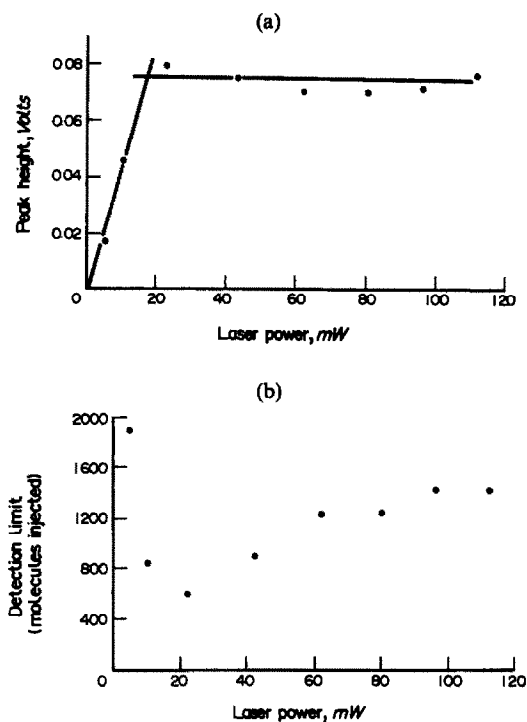 (a)
0.08
0.06
0.04
0.02
0
Peak height, Volts
0 20 40 60 80 100 120
Laser power, mW
(b)
2000
1600
1200
800
400
Detection Limit
(molecules injected)
0 20 40 60 80 100 120
Laser power, mW